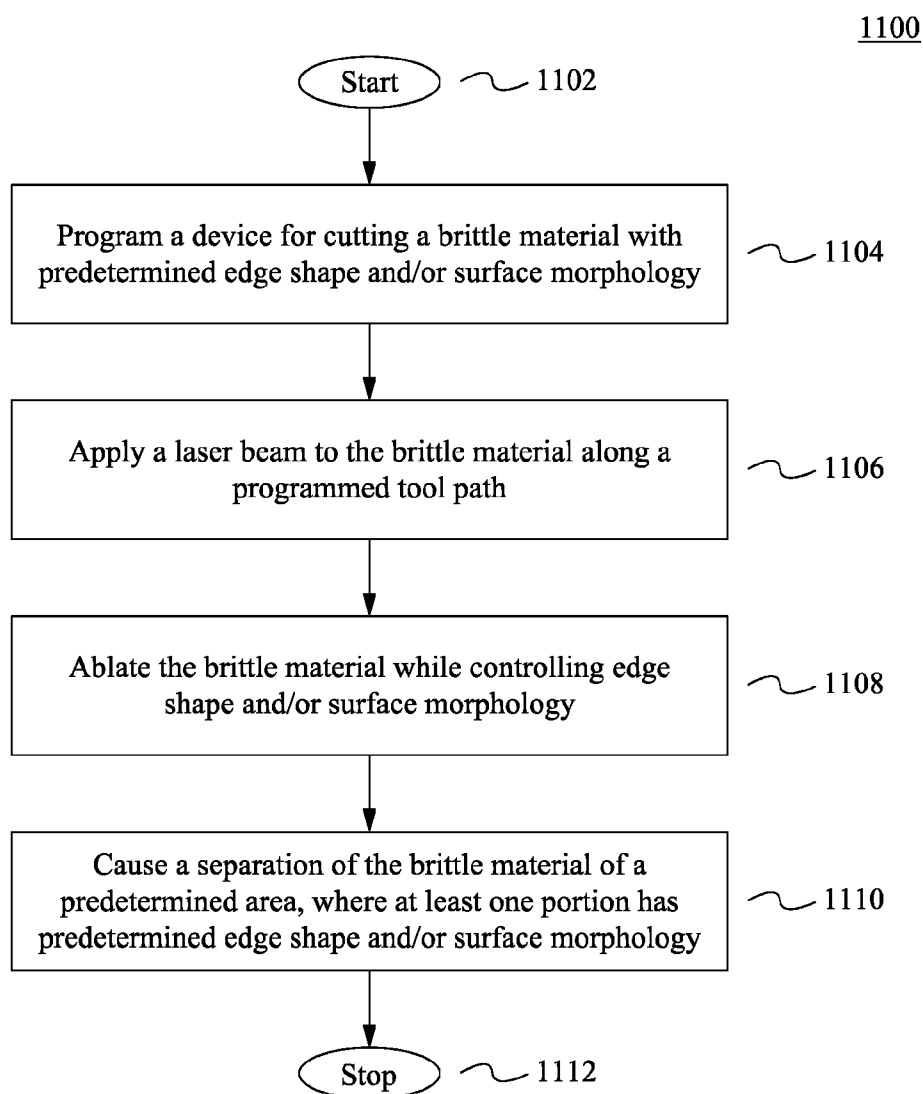 1100
Start 1102
Program a device for cutting a brittle material with
predetermined edge shape and/or surface morphology
1104
Apply a laser beam to the brittle material along a
programmed tool path
1106
Ablate the brittle material while controlling edge
shape and/or surface morphology
1108
Cause a separation of the brittle material of a
predetermined area, where at least one portion has
predetermined edge shape and/or surface morphology
1110
Stop 1112